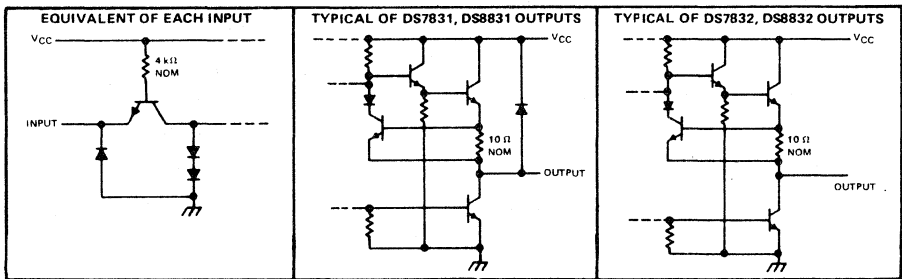 EQUIVALENT OF EACH INPUT
VCC
4 kΩ
NOM
INPUT
TYPICAL OF DS7831, DS8831 OUTPUTS
VCC
10 Ω
NOM
OUTPUT
TYPICAL OF DS7832, DS8832 OUTPUTS
VCC
10 Ω
NOM
OUTPUT